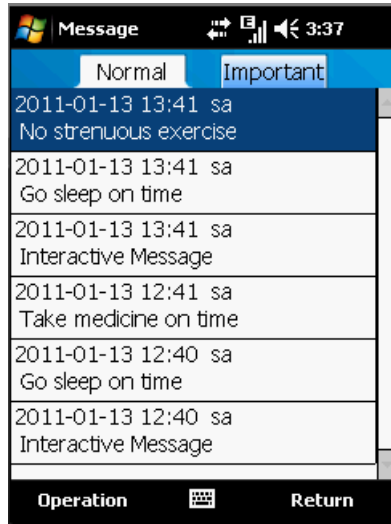 Message 3:37
Normal Important
2011-01-13 13:41 sa
No strenuous exercise
2011-01-13 13:41 sa
Go sleep on time
2011-01-13 13:41 sa
Interactive Message
2011-01-13 12:41 sa
Take medicine on time
2011-01-13 12:40 sa
Go sleep on time
2011-01-13 12:40 sa
Interactive Message
Operation Return